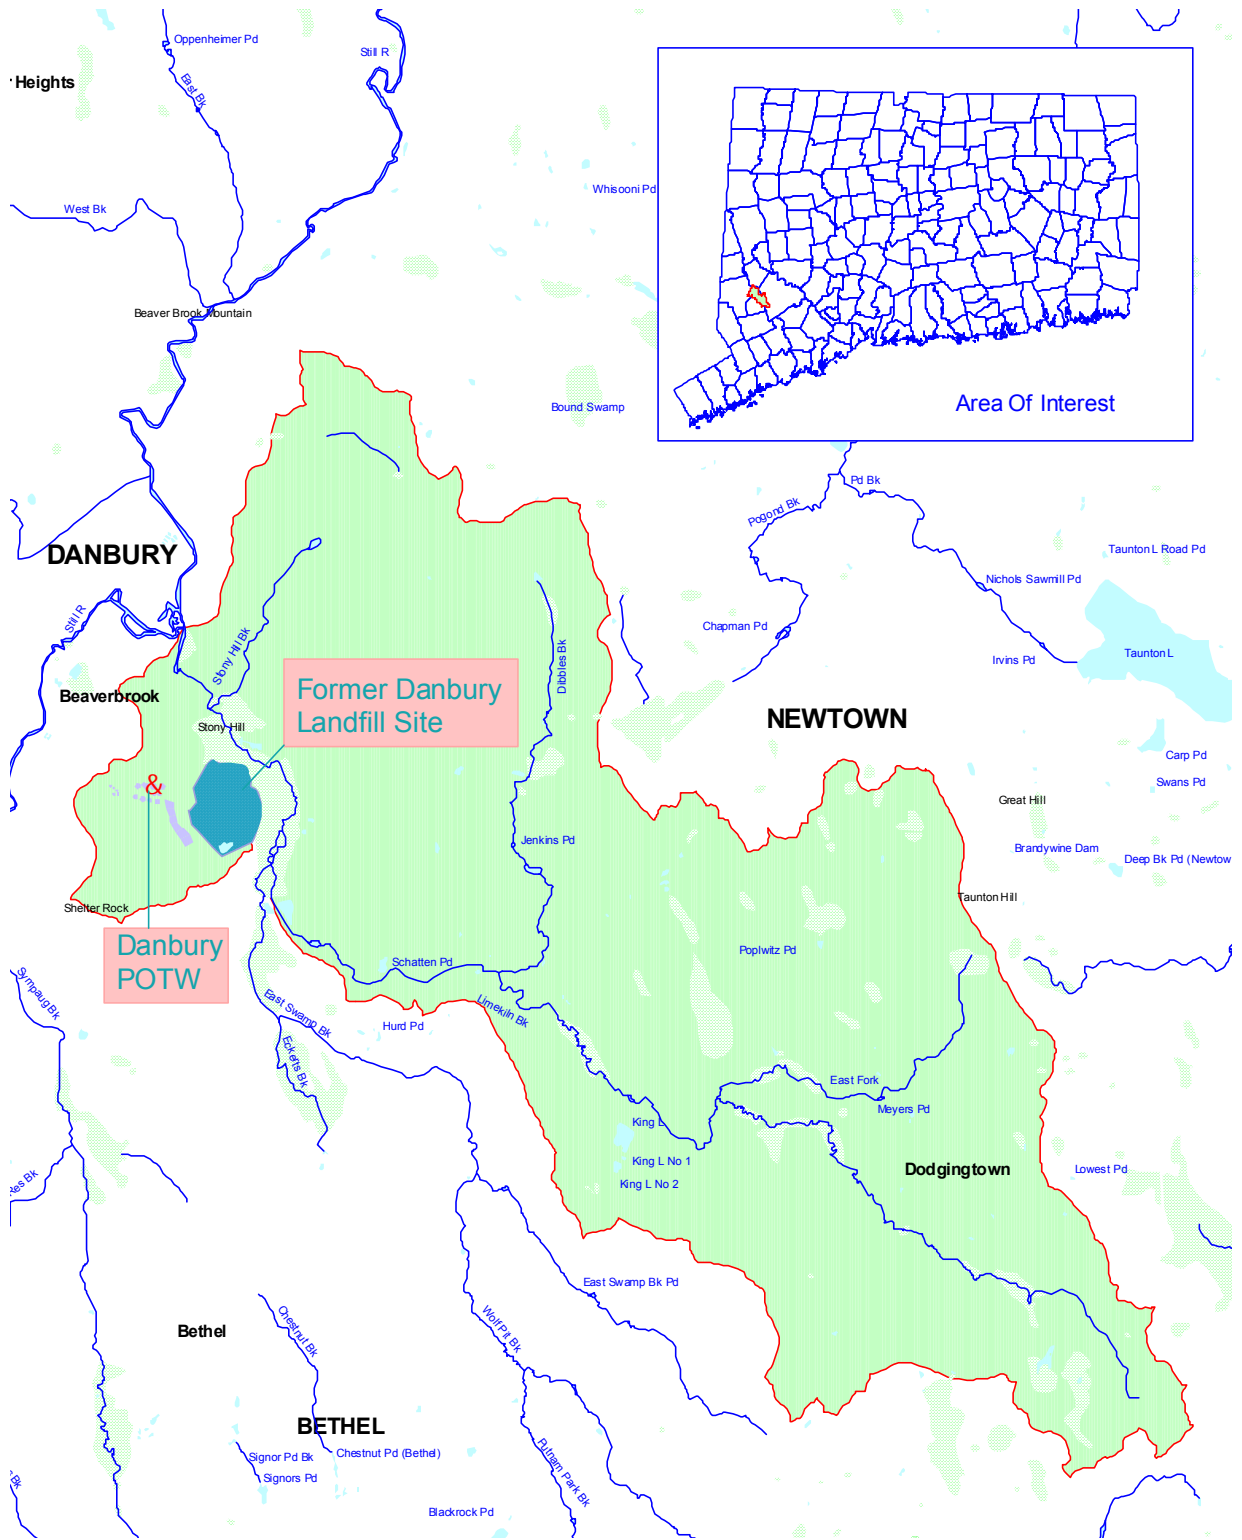 Oppenheimer Pd
Still R
Heights
East Bk
Whisooni Pd
West Bk
Beaver Brook Mountain
Area Of Interest
Bound Swamp
Pd Bk
Pogond Bk
DANBURY
Taunton L Road Pd
Nichols Sawmill Pd
Still R
Chapman Pd
Stony Hill Bk
Dibbles Bk
Irvins Pd
Taunton L
Former Danbury
Landfill Site
Beaverbrook
NEWTOWN
Stony Hill
Carp Pd
&
Swans Pd
Great Hill
Jenkins Pd
Brandywine Dam
Deep Bk Pd (Newtow
Taunton Hill
Shelter Rock
Danbury
POTW
Poplwitz Pd
Schatten Pd
Sympaug Bk
Limekiln Bk
East Swamp Bk
Hurd Pd
Eckerts Bk
East Fork
Meyers Pd
King L
King L No 1
Dodgingtown
Lowest Pd
King L No 2
Res Bk
East Swamp Bk Pd
Chestnut Bk
Wolf Pit Bk
Bethel
BETHEL
Chestnut Pd (Bethel)
Signor Pd Bk
Signors Pd
Putnam Park Bk
Bk
Blackrock Pd